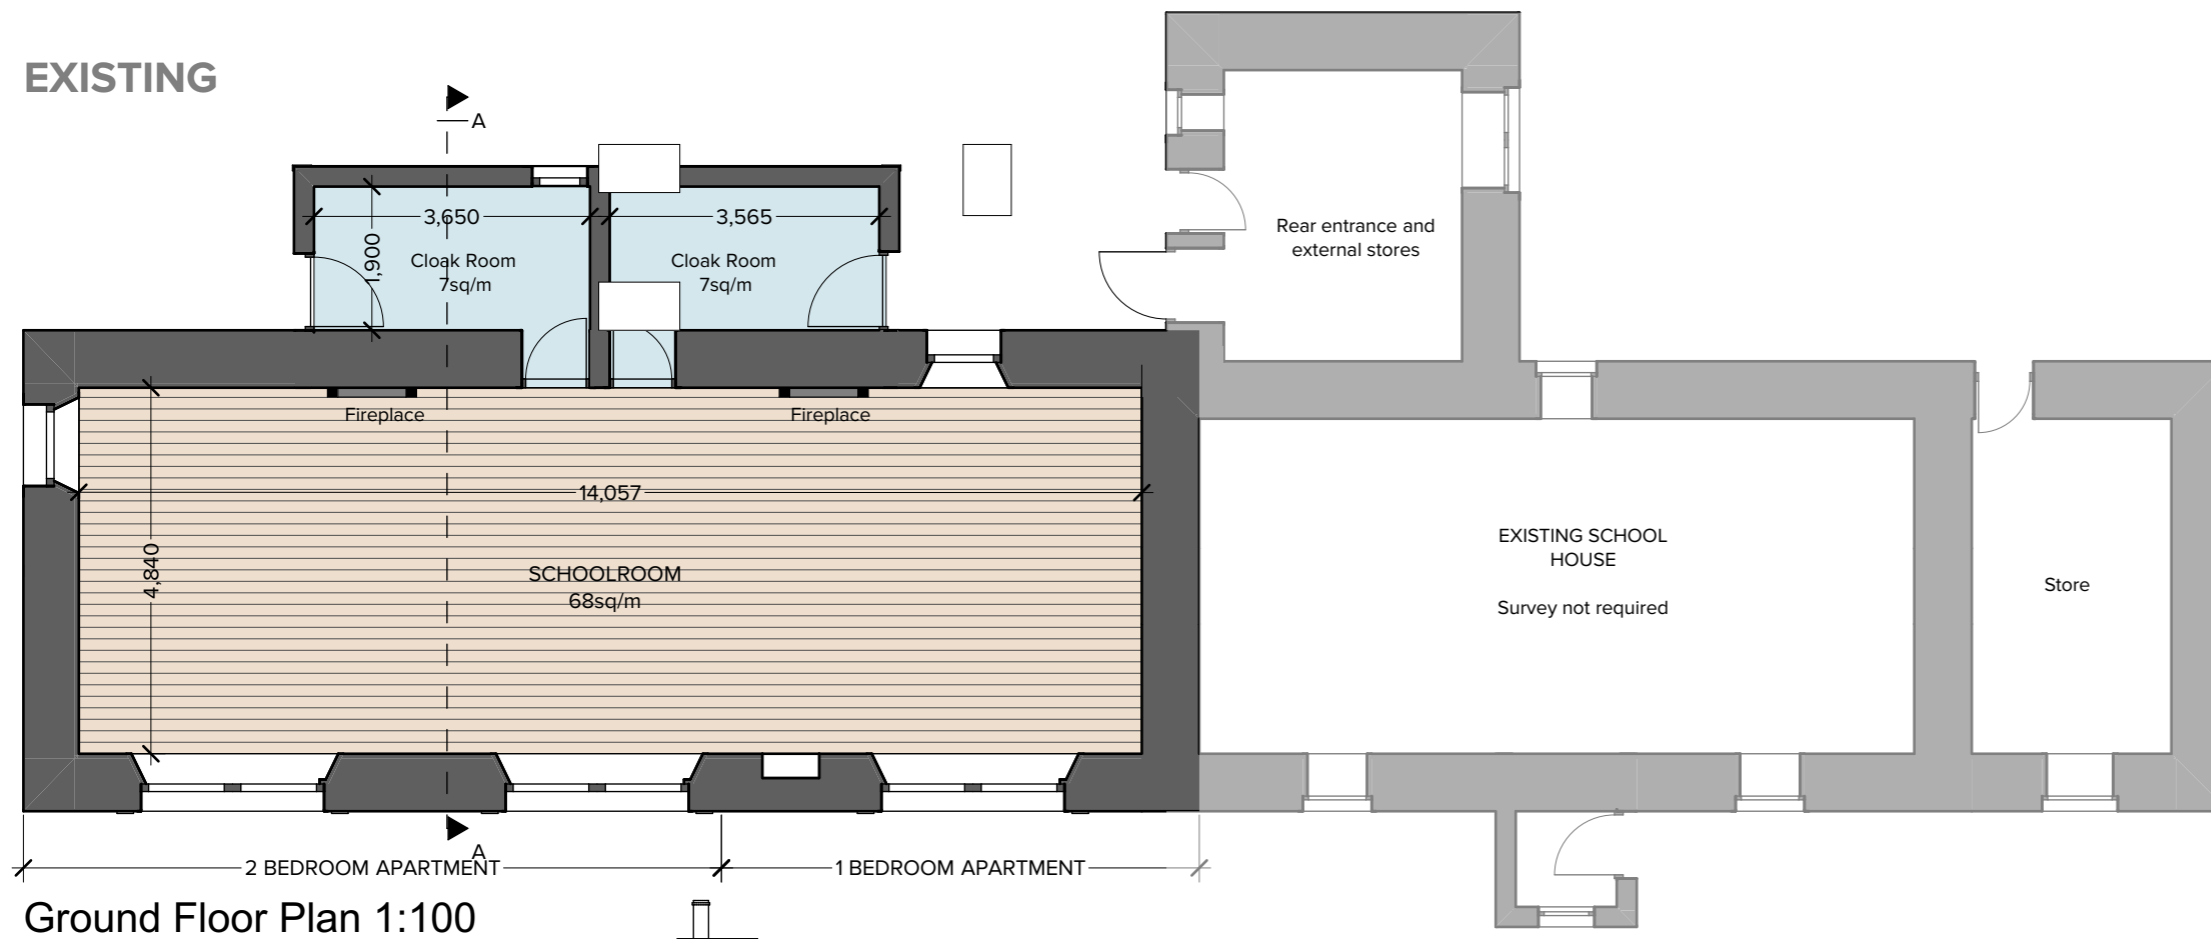 EXISTING
A
3,650
3,565
1,900
Cloak Room
7sq/m
Cloak Room
7sq/m
Rear entrance and
external stores
Fireplace
Fireplace
14,057
4,840
SCHOOLROOM
68sq/m
EXISTING SCHOOL
HOUSE
Survey not required
Store
A
2 BEDROOM APARTMENT
1 BEDROOM APARTMENT
Ground Floor Plan 1:100